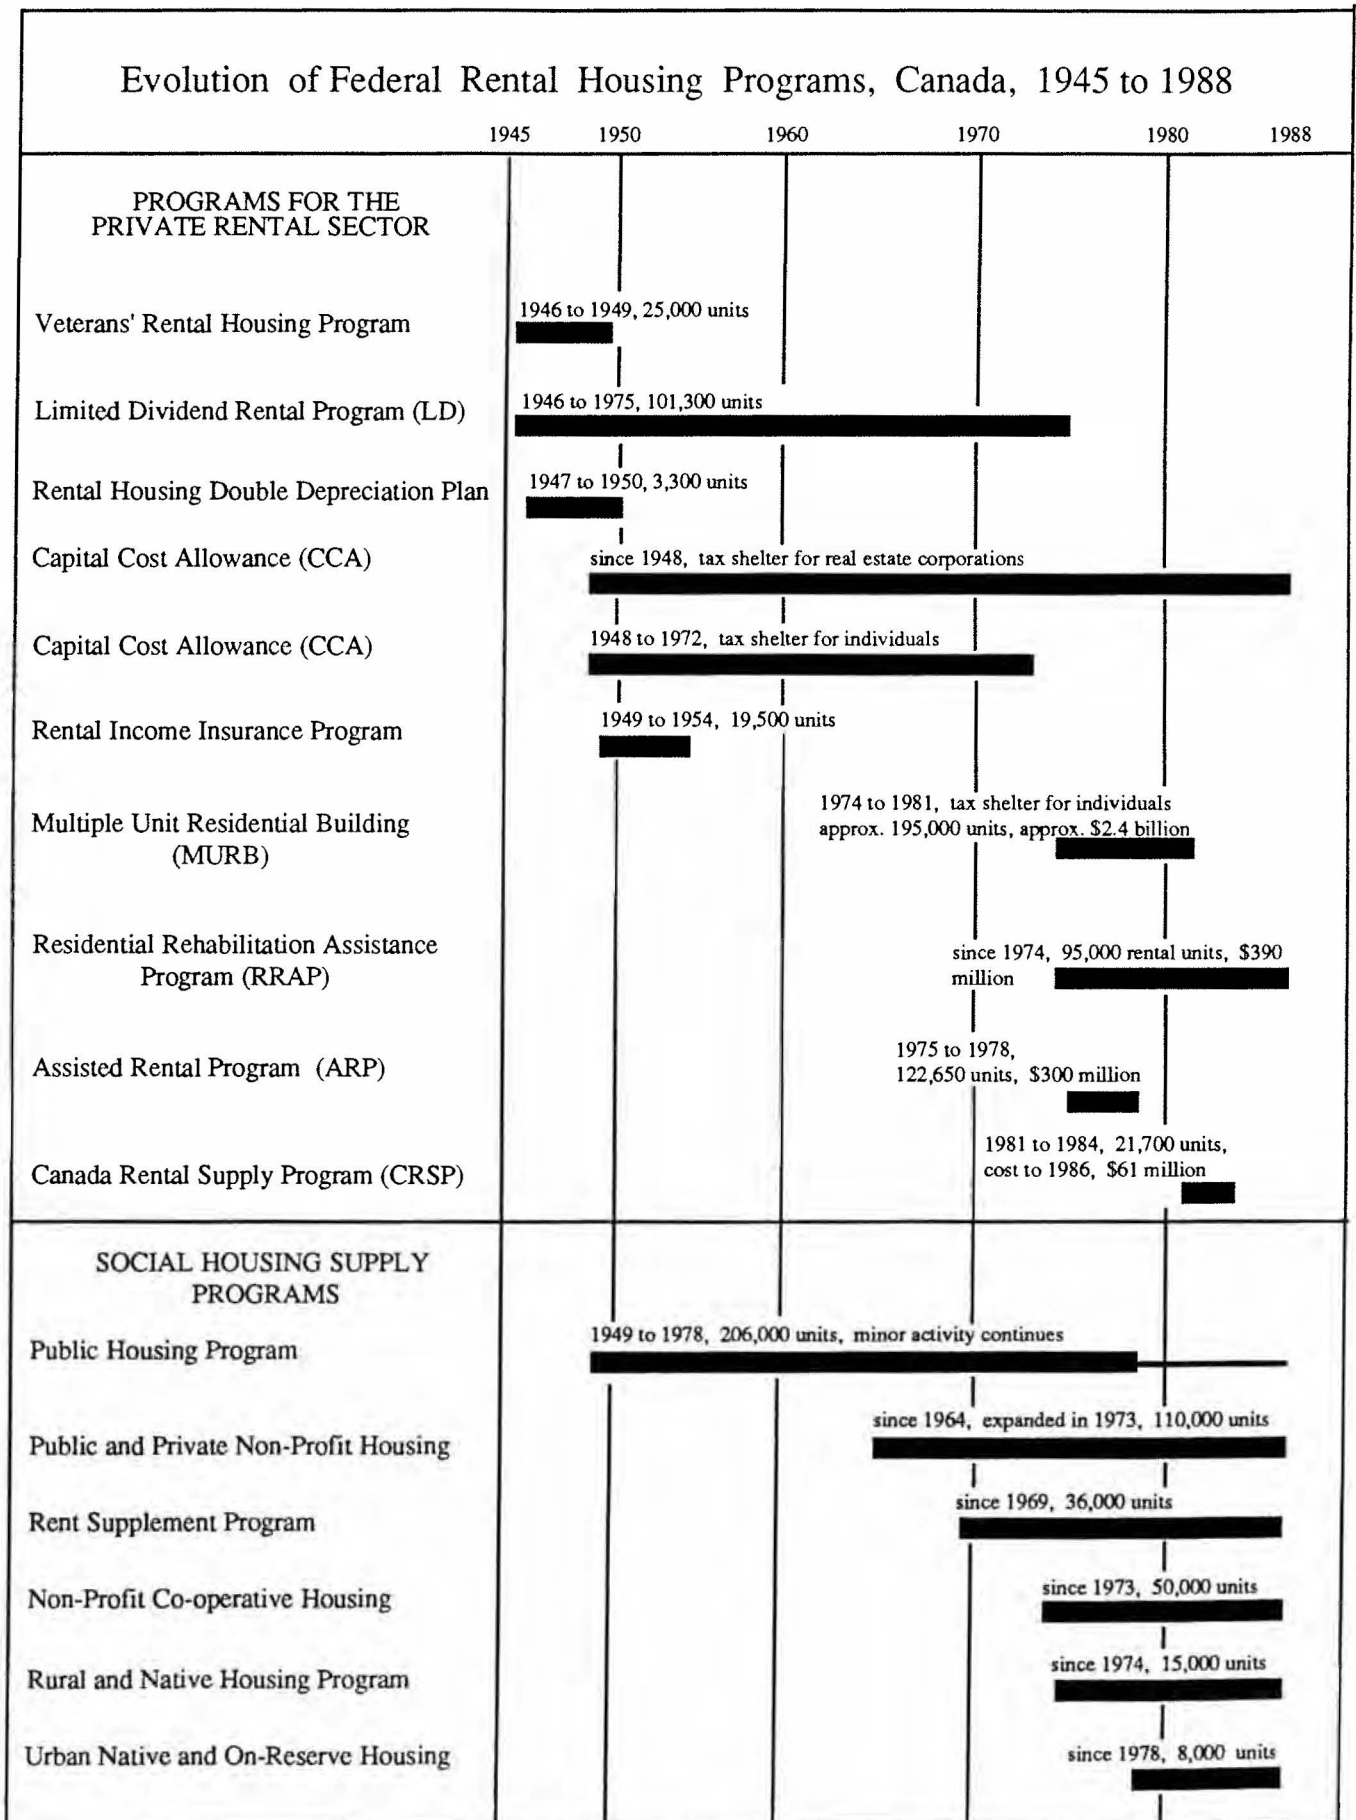 Evolution of Federal Rental Housing Programs, Canada, 1945 to 1988
1945 1950 1960 1970 1980 1988
PROGRAMS FOR THE
PRIVATE RENTAL SECTOR
Veterans' Rental Housing Program
1946 to 1949, 25,000 units
Limited Dividend Rental Program (LD)
1946 to 1975, 101,300 units
Rental Housing Double Depreciation Plan
1947 to 1950, 3,300 units
Capital Cost Allowance (CCA)
since 1948, tax shelter for real estate corporations
Capital Cost Allowance (CCA)
1948 to 1972, tax shelter for individuals
Rental Income Insurance Program
1949 to 1954, 19,500 units
Multiple Unit Residential Building
(MURB)
1974 to 1981, tax shelter for individuals
approx. 195,000 units, approx. $2.4 billion
Residential Rehabilitation Assistance
Program (RRAP)
since 1974, 95,000 rental units, $390
million
Assisted Rental Program (ARP)
1975 to 1978,
122,650 units, $300 million
Canada Rental Supply Program (CRSP)
1981 to 1984, 21,700 units,
cost to 1986, $61 million
SOCIAL HOUSING SUPPLY
PROGRAMS
Public Housing Program
1949 to 1978, 206,000 units, minor activity continues
Public and Private Non-Profit Housing
since 1964, expanded in 1973, 110,000 units
Rent Supplement Program
since 1969, 36,000 units
Non-Profit Co-operative Housing
since 1973, 50,000 units
Rural and Native Housing Program
since 1974, 15,000 units
Urban Native and On-Reserve Housing
since 1978, 8,000 units